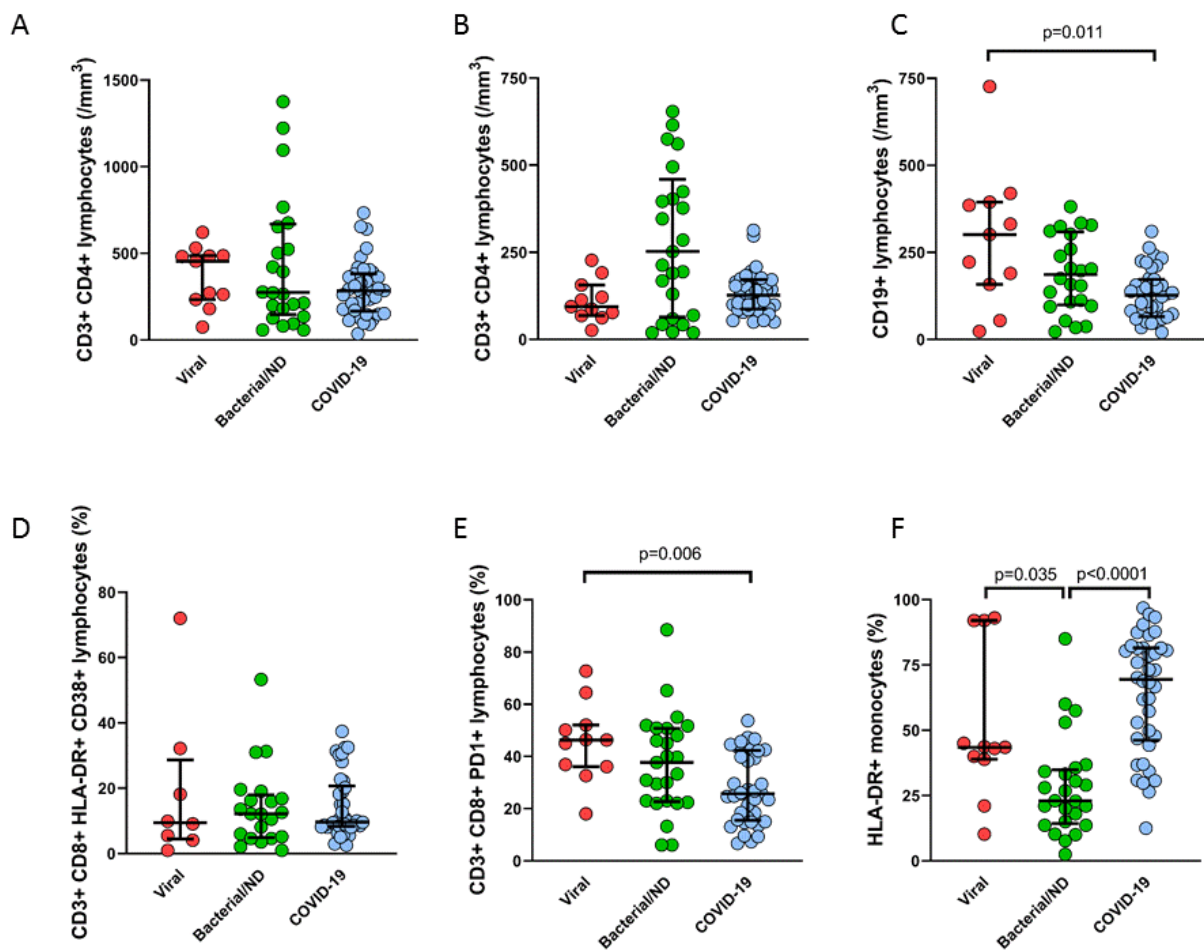 A
CD3+ CD4+ lymphocytes (/mm³)
1500
1000
500
0
Viral
Bacterial/ND
COVID-19
B
CD3+ CD4+ lymphocytes (/mm³)
750
500
250
0
Viral
Bacterial/ND
COVID-19
C
p=0.011
CD19+ lymphocytes (/mm³)
750
500
250
0
Viral
Bacterial/ND
COVID-19
D
CD3+ CD8+ HLA-DR+ CD38+ lymphocytes (%)
80
60
40
20
0
Viral
Bacterial/ND
COVID-19
E
p=0.006
CD3+ CD8+ PD1+ lymphocytes (%)
100
80
60
40
20
0
Viral
Bacterial/ND
COVID-19
F
p=0.035
p<0.0001
HLA-DR+ monocytes (%)
100
75
50
25
0
Viral
Bacterial/ND
COVID-19